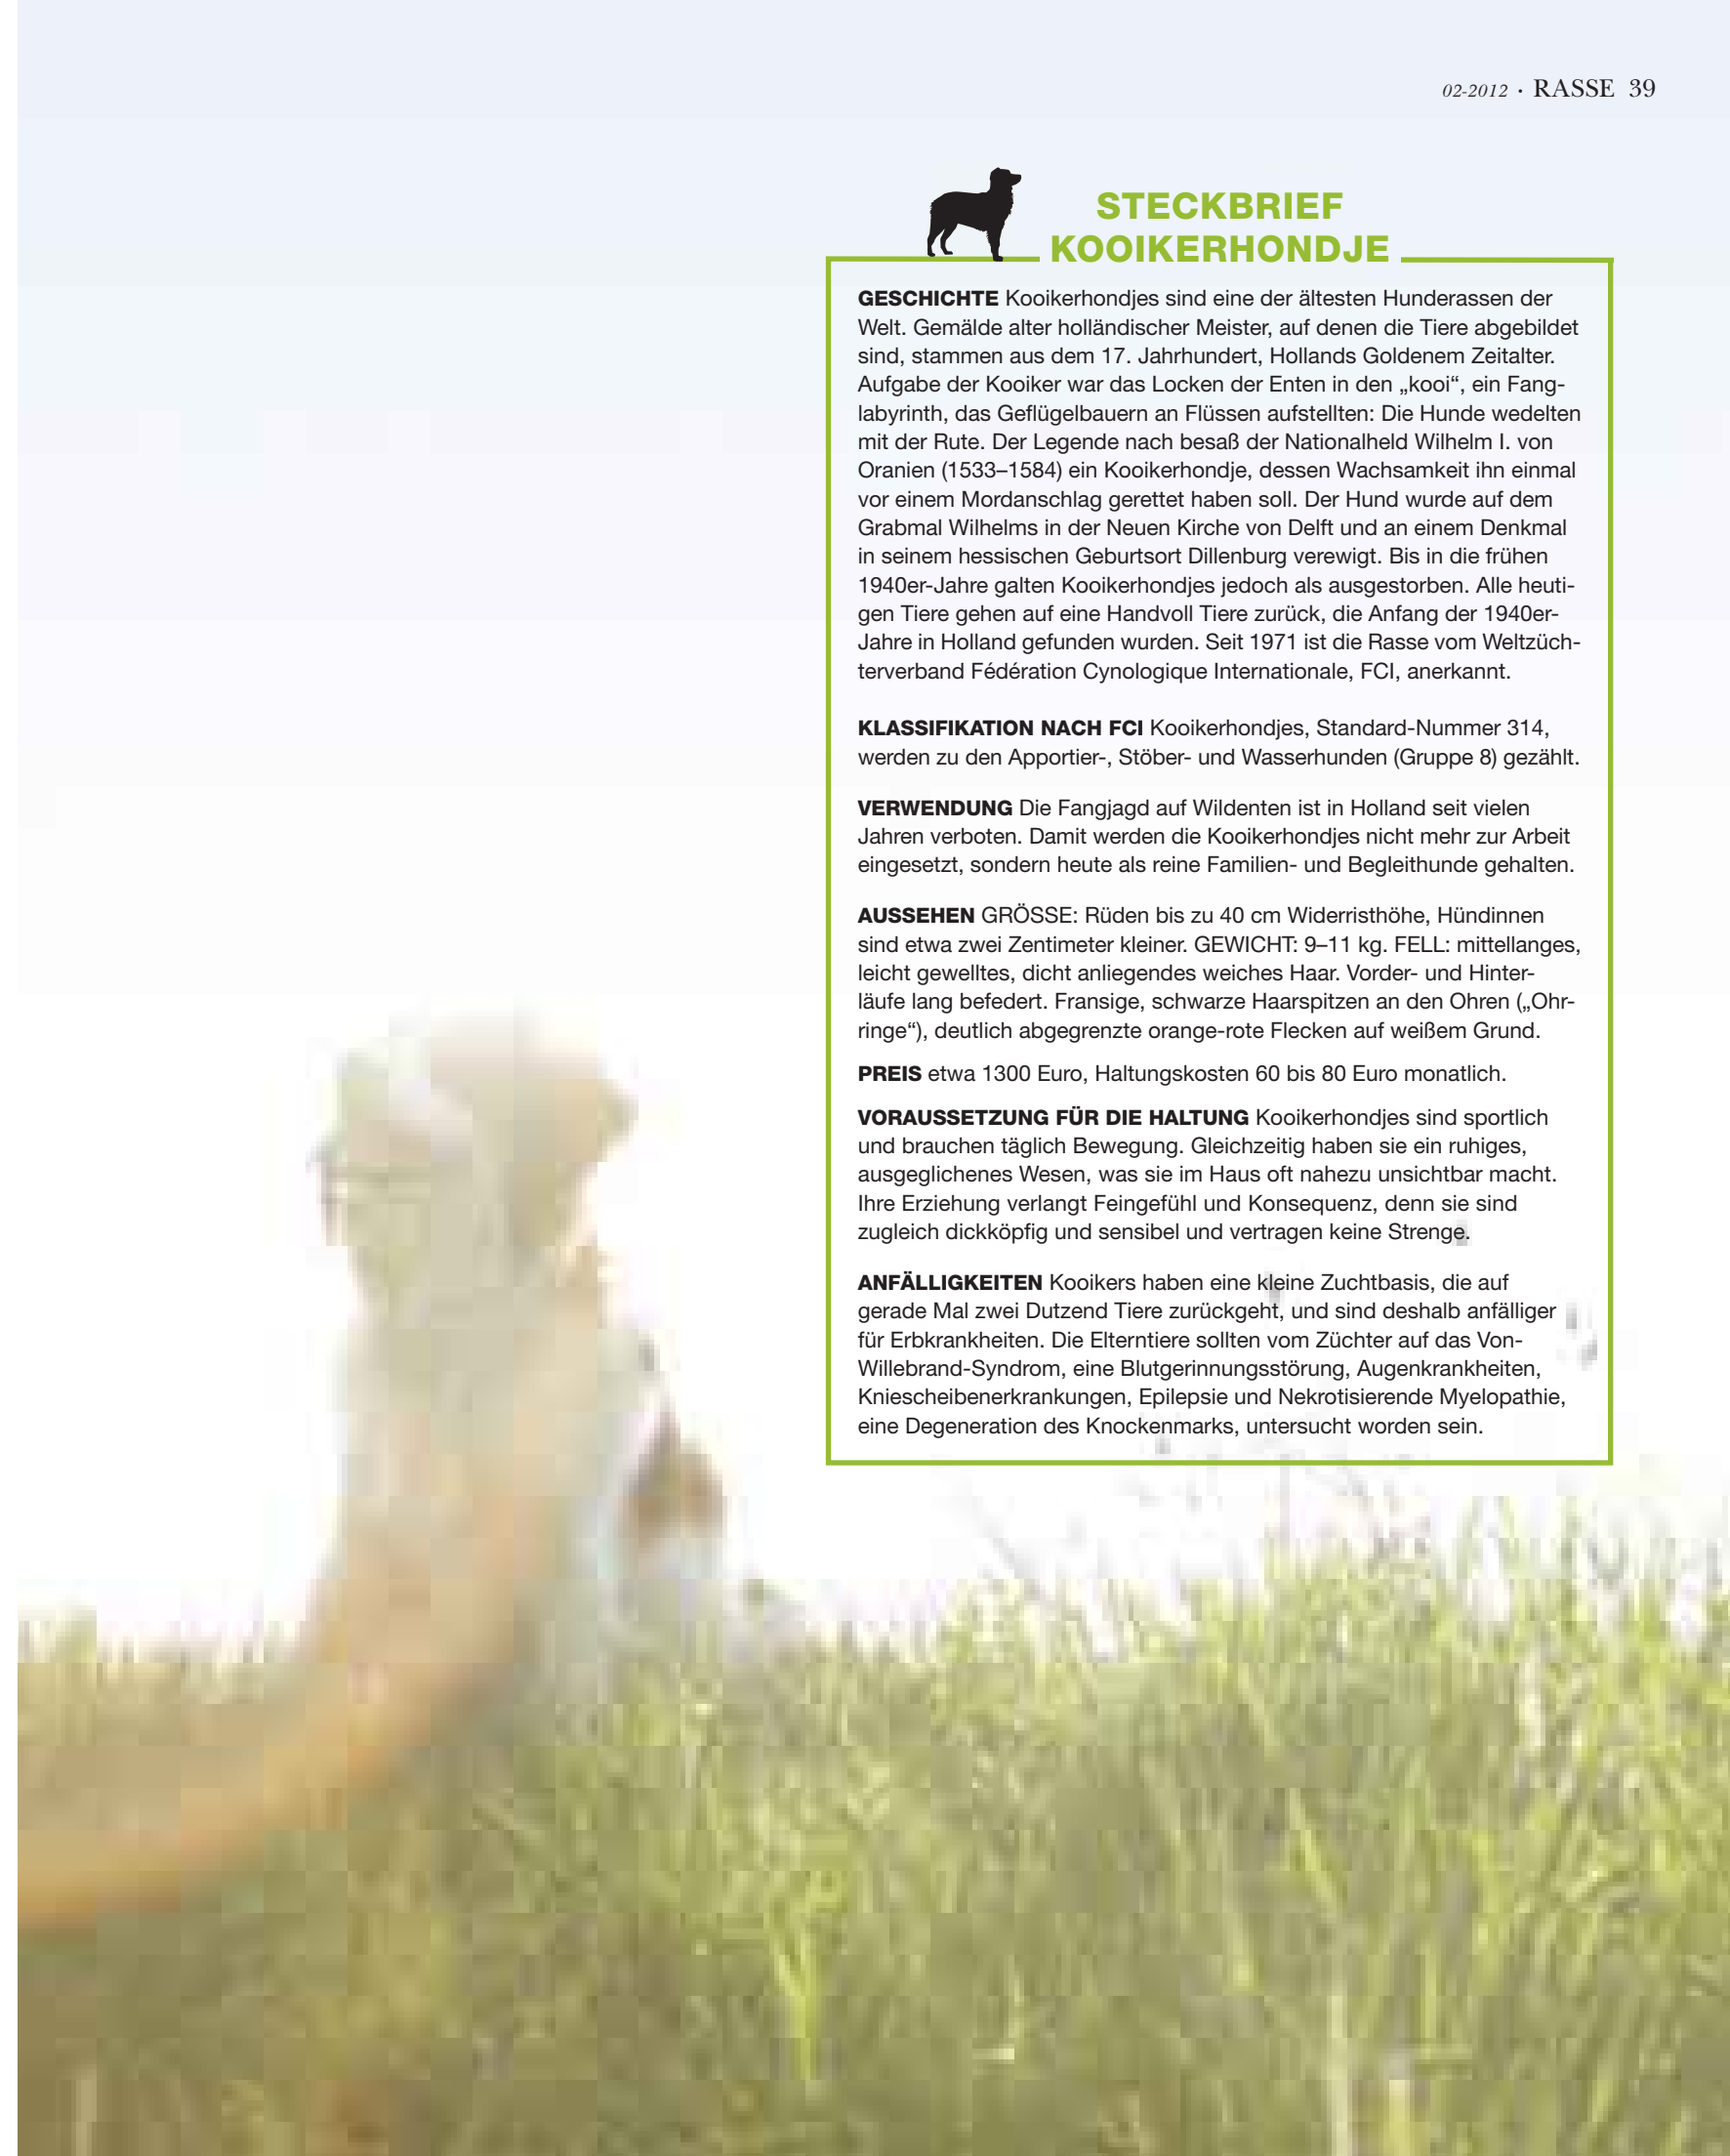 02-2012 · RASSE 39
STECKBRIEF
KOOIKERHONDJE
GESCHICHTE Kooikerhondjes sind eine der ältesten Hunderassen der
Welt. Gemälde alter holländischer Meister, auf denen die Tiere abgebildet
sind, stammen aus dem 17. Jahrhundert, Hollands Goldenem Zeitalter.
Aufgabe der Kooiker war das Locken der Enten in den „kooi“, ein Fang-
labyrinth, das Geflügelbauern an Flüssen aufstellten: Die Hunde wedelten
mit der Rute. Der Legende nach besaß der Nationalheld Wilhelm I. von
Oranien (1533–1584) ein Kooikerhondje, dessen Wachsamkeit ihn einmal
vor einem Mordanschlag gerettet haben soll. Der Hund wurde auf dem
Grabmal Wilhelms in der Neuen Kirche von Delft und an einem Denkmal
in seinem hessischen Geburtsort Dillenburg verewigt. Bis in die frühen
1940er-Jahre galten Kooikerhondjes jedoch als ausgestorben. Alle heuti-
gen Tiere gehen auf eine Handvoll Tiere zurück, die Anfang der 1940er-
Jahre in Holland gefunden wurden. Seit 1971 ist die Rasse vom Weltzüch-
terverband Fédération Cynologique Internationale, FCI, anerkannt.
KLASSIFIKATION NACH FCI Kooikerhondjes, Standard-Nummer 314,
werden zu den Apportier-, Stöber- und Wasserhunden (Gruppe 8) gezählt.
VERWENDUNG Die Fangjagd auf Wildenten ist in Holland seit vielen
Jahren verboten. Damit werden die Kooikerhondjes nicht mehr zur Arbeit
eingesetzt, sondern heute als reine Familien- und Begleithunde gehalten.
AUSSEHEN GRÖSSE: Rüden bis zu 40 cm Widerristhöhe, Hündinnen
sind etwa zwei Zentimeter kleiner. GEWICHT: 9–11 kg. FELL: mittellanges,
leicht gewelltes, dicht anliegendes weiches Haar. Vorder- und Hinter-
läufe lang befedert. Fransige, schwarze Haarspitzen an den Ohren („Ohr-
ringe“), deutlich abgegrenzte orange-rote Flecken auf weißem Grund.
PREIS etwa 1300 Euro, Haltungskosten 60 bis 80 Euro monatlich.
VORAUSSETZUNG FÜR DIE HALTUNG Kooikerhondjes sind sportlich
und brauchen täglich Bewegung. Gleichzeitig haben sie ein ruhiges,
ausgeglichenes Wesen, was sie im Haus oft nahezu unsichtbar macht.
Ihre Erziehung verlangt Feingefühl und Konsequenz, denn sie sind
zugleich dickköpfig und sensibel und vertragen keine Strenge.
ANFÄLLIGKEITEN Kooikers haben eine kleine Zuchtbasis, die auf
gerade Mal zwei Dutzend Tiere zurückgeht, und sind deshalb anfälliger
für Erbkrankheiten. Die Elterntiere sollten vom Züchter auf das Von-
Willebrand-Syndrom, eine Blutgerinnungsstörung, Augenkrankheiten,
Kniescheibenerkrankungen, Epilepsie und Nekrotisierende Myelopathie,
eine Degeneration des Knockenmarks, untersucht worden sein.